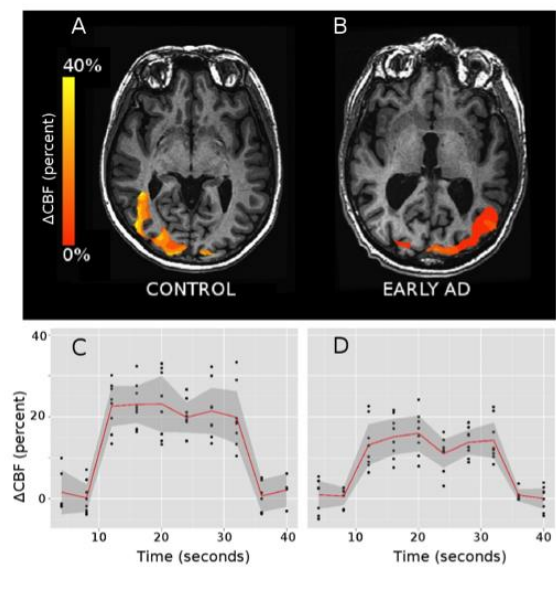 A
B
40%
ΔCBF (percent)
0%
CONTROL
EARLY AD
C
D
40
20
0
ΔCBF (percent)
10
20
30
40
10
20
30
40
Time (seconds)
Time (seconds)